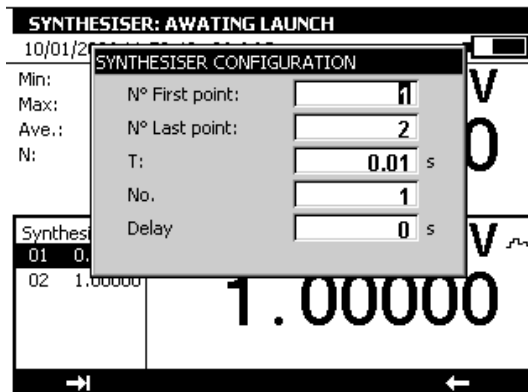 SYNTHESISER: AWATING LAUNCH
10/01/2
SYNTHESISER CONFIGURATION
Min:
Max:
Ave.:
N:
V
0
N° First point: 1
N° Last point: 2
T: 0.01 s
No. 1
Delay 0 s
Synthesi
01 0.
02 1.00000
V
1.00000